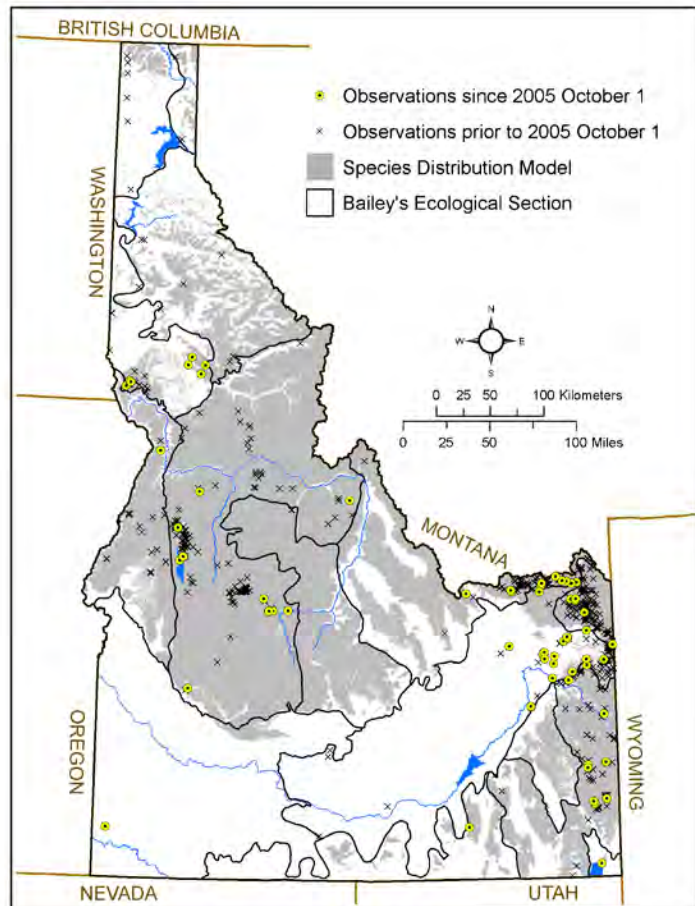 BRITISH COLUMBIA
Observations since 2005 October 1
Observations prior to 2005 October 1
Species Distribution Model
Bailey's Ecological Section
WASHINGTON
N
W E
S
0 25 50 100 Kilometers
0 25 50 100 Miles
MONTANA
OREGON
WYOMING
NEVADA UTAH